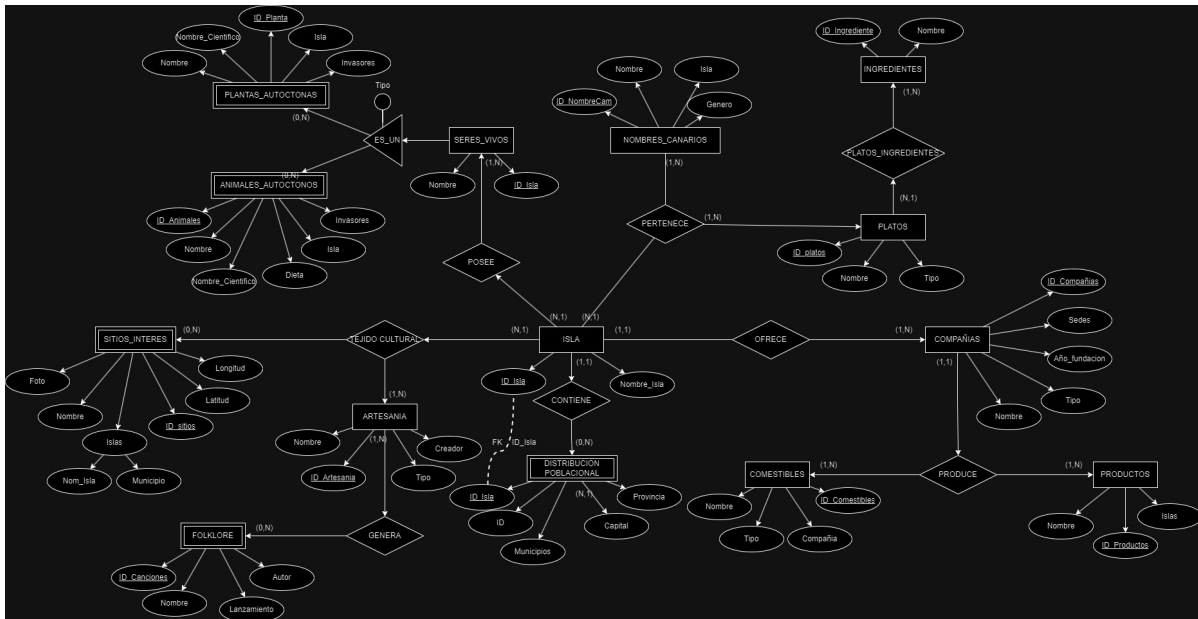 ID_Planta
Nombre_Cientifico
Isla
Nombre
Invasores
PLANTAS_AUTOCTONAS
(0,N)
Tipo
ES_UN
SERES_VIVOS
(1,N)
Nombre
ID_Isla
(0,N)
ANIMALES_AUTOCTONOS
ID_Animales
Invasores
Nombre
Isla
Nombre_Cientifico
Dieta
POSEE
(N,1)
Nombre
Isla
ID_NombreCam
Genero
NOMBRES_CANARIOS
(1,N)
PERTENECE
(1,N)
(N,1)
ID_Ingrediente
Nombre
INGREDIENTES
(1,N)
PLATOS_INGREDIENTES
(N,1)
PLATOS
ID_platos
Nombre
Tipo
ISLA
(N,1)
(1,1)
(1,1)
ID_Isla
Nombre_Isla
TEJIDO CULTURAL
(0,N)
SITIOS_INTERES
Foto
Longitud
Nombre
Latitud
Islas
ID_sitios
Nom_Isla
Municipio
(1,N)
ARTESANIA
(1,N)
Nombre
Creador
ID_Artesania
Tipo
GENERA
(0,N)
FOLKLORE
ID_Canciones
Autor
Nombre
Lanzamiento
CONTIENE
FK
ID_Isla
(0,N)
DISTRIBUCION
POBLACIONAL
(N,1)
ID_Isla
Provincia
ID
Capital
Municipios
OFRECE
(1,N)
COMPAÑIAS
(1,1)
ID_Compañias
Sedes
Año_fundacion
Tipo
Nombre
PRODUCE
(1,N)
COMESTIBLES
Nombre
ID_Comestibles
Tipo
Compañia
(1,N)
PRODUCTOS
Nombre
Islas
ID_Productos